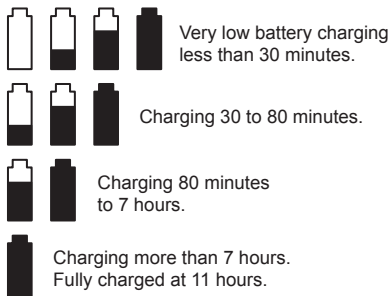 Very low battery charging
less than 30 minutes.
Charging 30 to 80 minutes.
Charging 80 minutes
to 7 hours.
Charging more than 7 hours.
Fully charged at 11 hours.